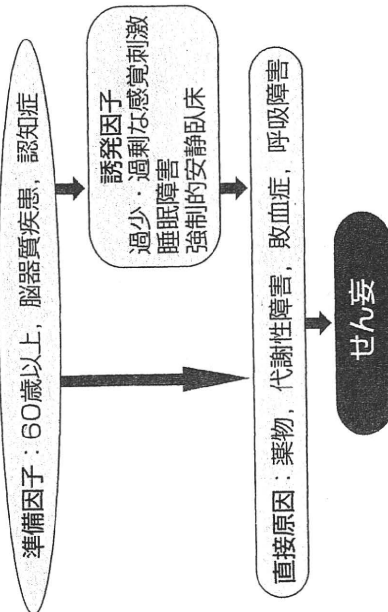 準備因子：60歳以上，脳器質疾患，認知症
誘発因子
過少・過剰な感覚刺激
睡眠障害
強制的安静臥床
直接原因：薬物，代謝性障害，敗血症，呼吸障害
せん妄